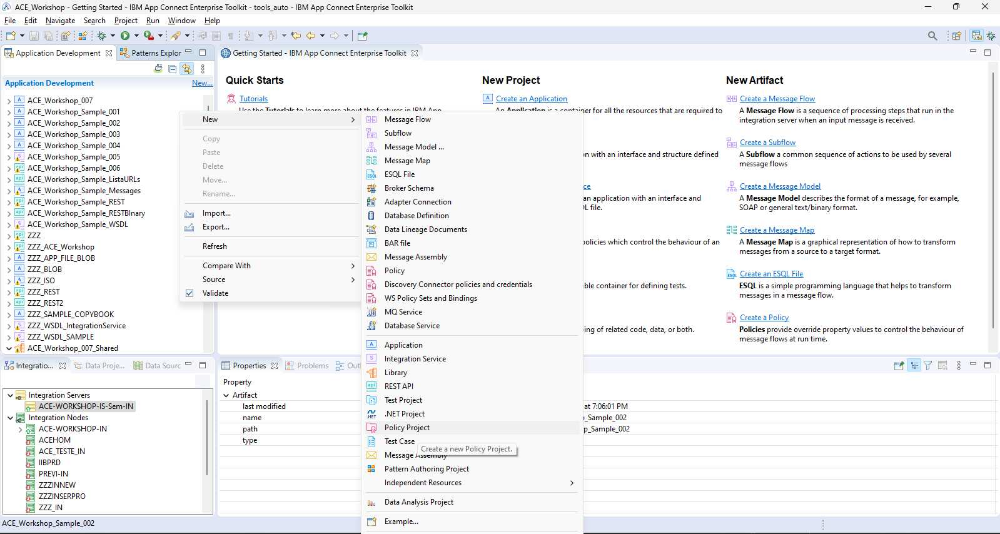 ACE_Workshop - Getting Started - IBM App Connect Enterprise Toolkit - tools_auto - IBM App Connect Enterprise Toolkit
File Edit Navigate Search Project Run Window Help
Application Development
Patterns Explor
Getting Started - IBM App Connect Enterprise Toolkit
Application Development
New...
ACE_Workshop_007
ACE_Workshop_Sample_001
ACE_Workshop_Sample_002
ACE_Workshop_Sample_003
ACE_Workshop_Sample_004
ACE_Workshop_Sample_005
ACE_Workshop_Sample_006
ACE_Workshop_Sample_ListaURLs
ACE_Workshop_Sample_Messages
ACE_Workshop_Sample_REST
ACE_Workshop_Sample_RESTBInary
ACE_Workshop_Sample_WSDL
ZZZ
ZZZ_ACE_Workshop
ZZZ_APP_FILE_BLOB
ZZZ_BLOB
ZZZ_ISO
ZZZ_REST
ZZZ_REST2
ZZZ_SAMPLE_COPYBOOK
ZZZ_WSDL_IntegrationService
ZZZ_WSDL_SAMPLE
ACE_Workshop_007_Shared
Quick Starts
Tutorials
Use the Tutorials to learn more about the features in IBM App
New Project
Create an Application
An Application is a container for all the resources that are required to
with an interface and structure defined
ce
an application with an interface and
L file.
policies which control the behaviour of an
ble container for defining tests.
ing of related code, data, or both.
New Artifact
Create a Message Flow
A Message Flow is a sequence of processing steps that run in the
integration server when an input message is received.
Create a Subflow
A Subflow a common sequence of actions to be used by several
message flows
Create a Message Model
A Message Model describes the format of a message, for example,
SOAP or general text/binary format.
Create a Message Map
A Message Map is a graphical representation of how to transform
messages from a source to a target format.
Create an ESQL File
ESQL is a simple programming language that helps to transform
messages in a message flow.
Create a Policy
Policies provide override property values to control the behaviour of
message flows at run time.
New
Copy
Paste
Delete
Move...
Rename...
Import...
Export...
Refresh
Compare With
Source
Validate
Message Flow
Subflow
Message Model ...
Message Map
ESQL File
Broker Schema
Adapter Connection
Database Definition
Data Lineage Documents
BAR file
Message Assembly
Policy
Discovery Connector policies and credentials
WS Policy Sets and Bindings
MQ Service
Database Service
Application
Integration Service
Library
REST API
Test Project
.NET Project
Policy Project
Test Case
Create a new Policy Project.
Message Assembly
Pattern Authoring Project
Independent Resources
Data Analysis Project
Example...
Integratio...
Data Proje...
Data Sourc
Integration Servers
ACE-WORKSHOP-IS-Sem-IN
Integration Nodes
ACE-WORKSHOP-IN
ACEHOM
ACE_TESTE_IN
IIBPRD
PREVI-IN
ZZZINNEW
ZZZINSERPRO
ZZZ_IN
Properties
Problems
Out
Property
Artifact
last modified
at 7:06:01 PM
name
_Sample_002
path
p_Sample_002
type
ACE_Workshop_Sample_002